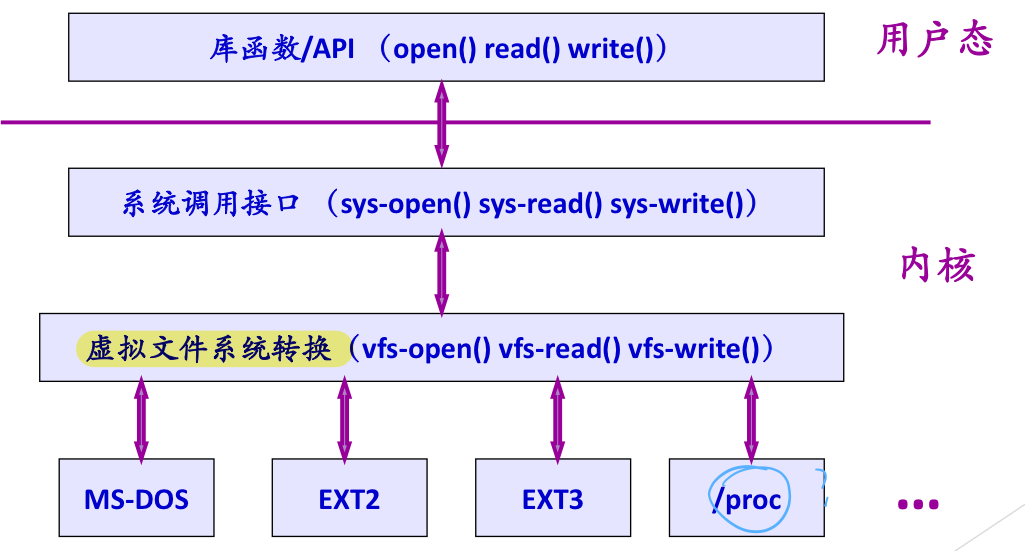 库函数/API （open() read() write()）
用户态
系统调用接口 （sys-open() sys-read() sys-write()）
内核
虚拟文件系统转换（vfs-open() vfs-read() vfs-write()）
MS-DOS
EXT2
EXT3
/proc
...